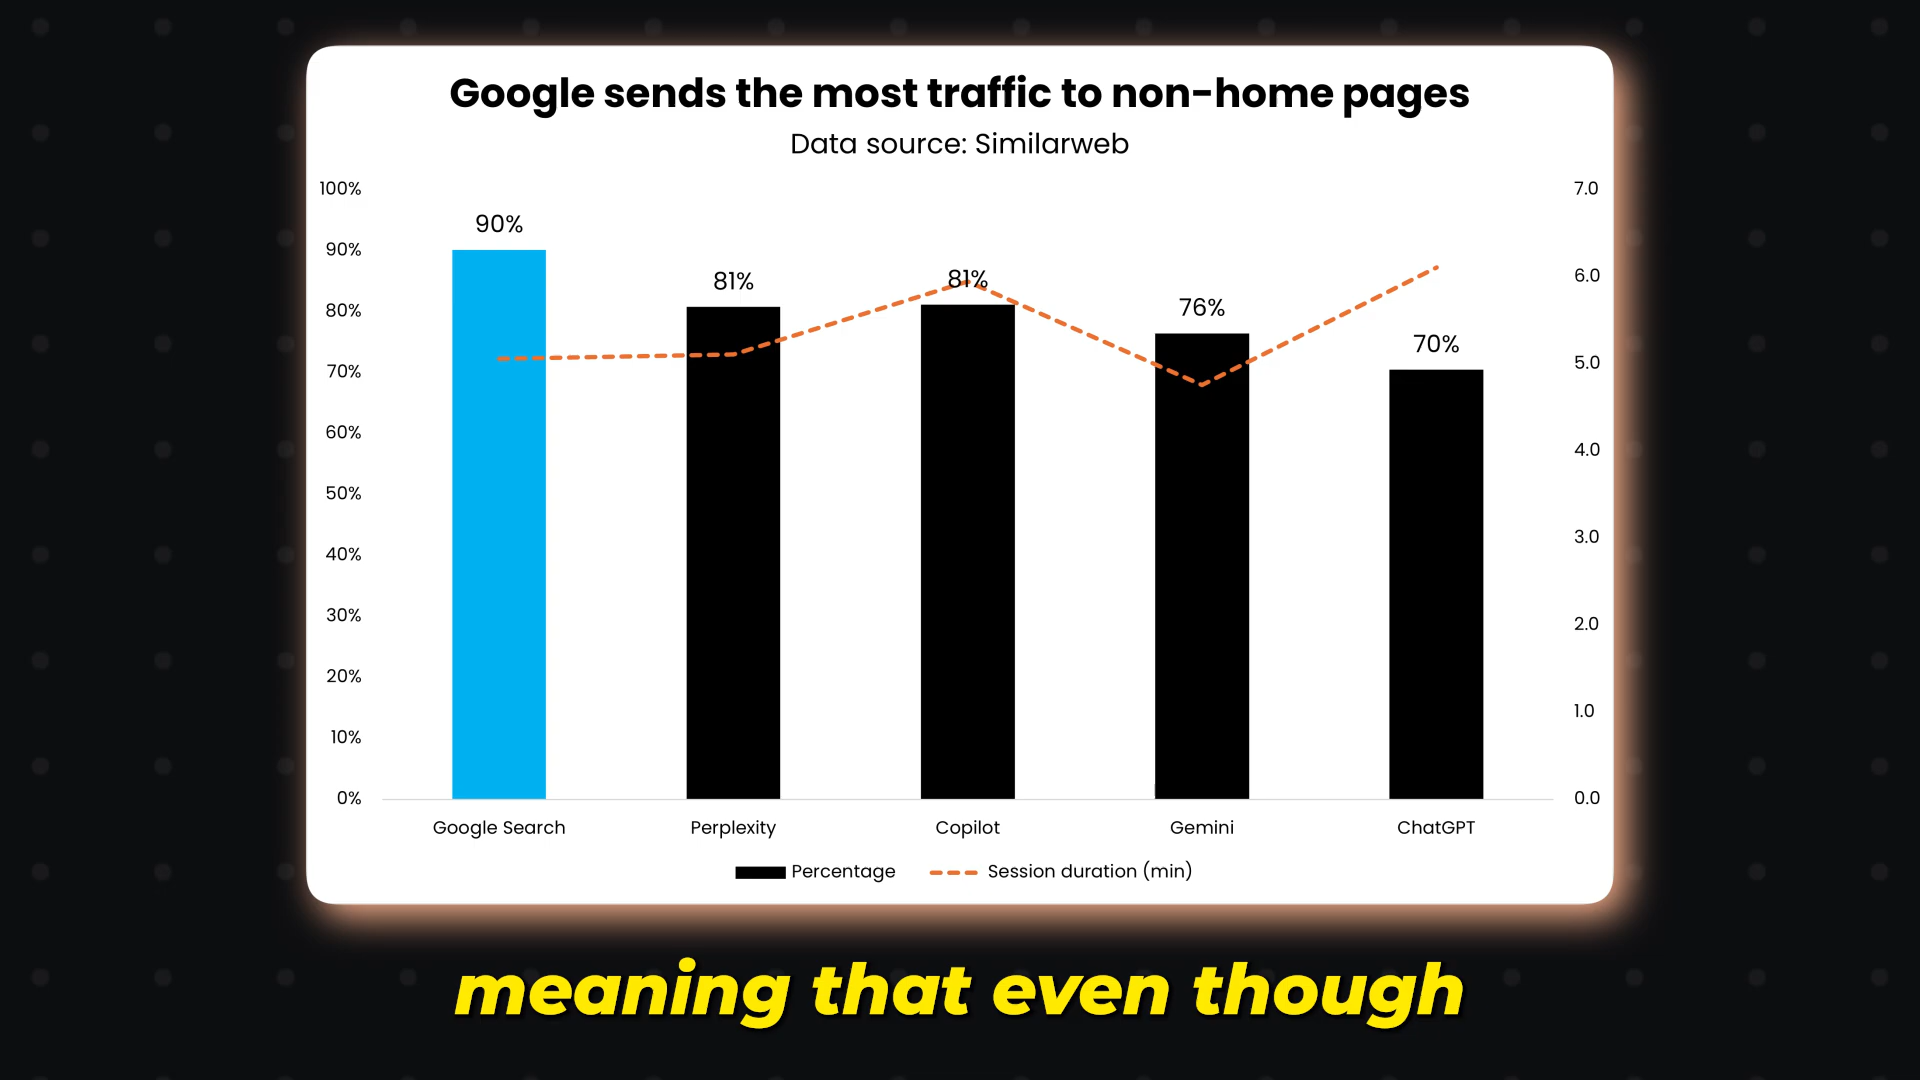 Google sends the most traffic to non-home pages
Data source: Similarweb
100%
90%
80%
70%
60%
50%
40%
30%
20%
10%
0%
90%
81%
81%
76%
70%
7.0
6.0
5.0
4.0
3.0
2.0
1.0
0.0
Google Search
Perplexity
Copilot
Gemini
ChatGPT
Percentage
Session duration (min)
meaning that even though